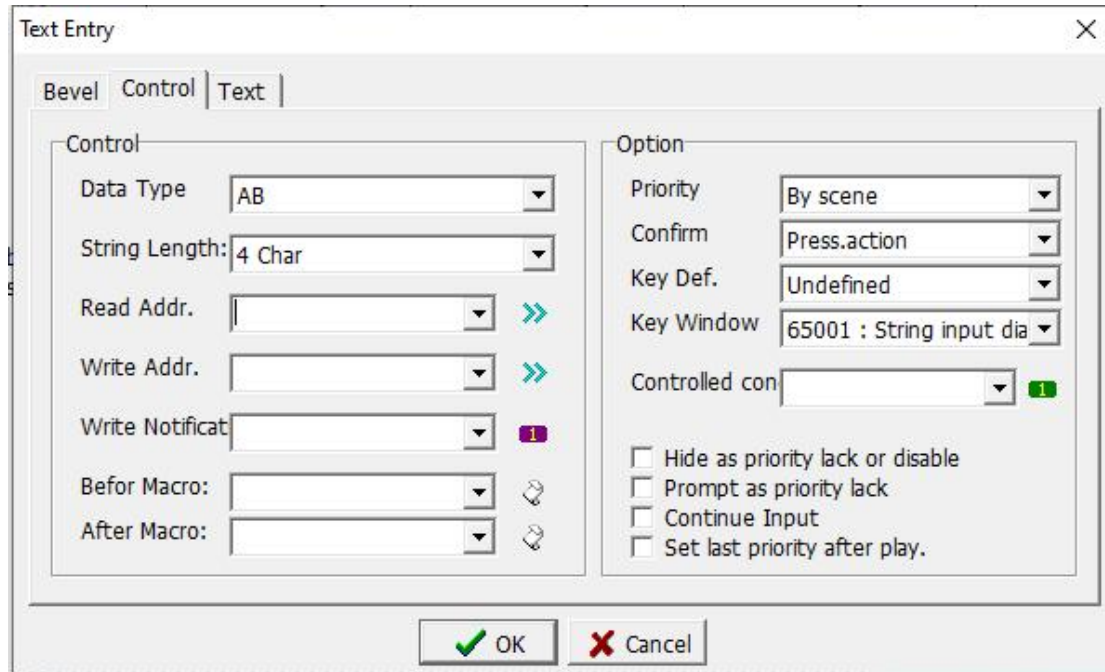 Text Entry
Bevel Control Text
Control
Data Type AB
String Length: 4 Char
Read Addr.
Write Addr.
Write Notificat
1
Befor Macro:
After Macro:
Option
Priority By scene
Confirm Press.action
Key Def. Undefined
Key Window 65001 : String input dia
Controlled con
1
Hide as priority lack or disable
Prompt as priority lack
Continue Input
Set last priority after play.
OK Cancel